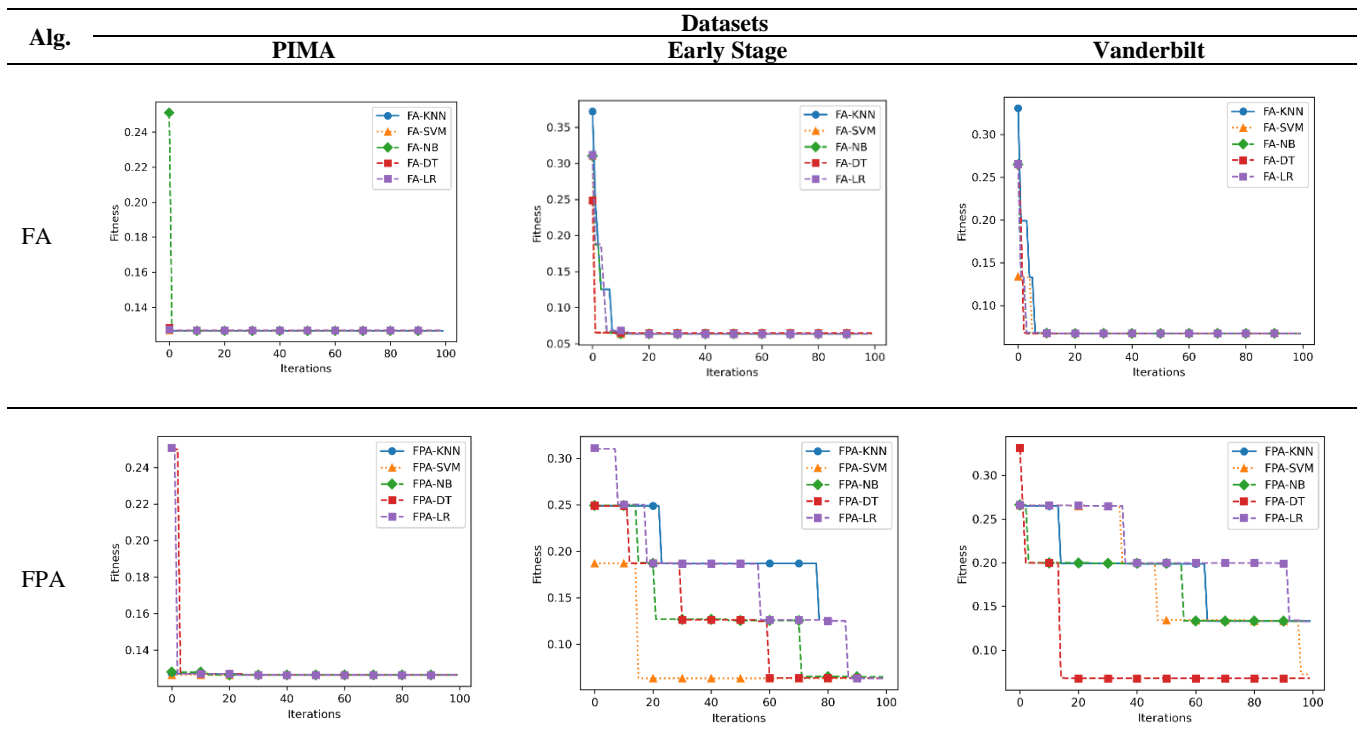 Alg.
Datasets
PIMA Early Stage Vanderbilt
FA
0.24
0.22
0.20
0.18
0.16
0.14
Fitness
0 20 40 60 80 100
Iterations
FA-KNN
FA-SVM
FA-NB
FA-DT
FA-LR
0.35
0.30
0.25
0.20
0.15
0.10
0.05
Fitness
0 20 40 60 80 100
Iterations
FA-KNN
FA-SVM
FA-NB
FA-DT
FA-LR
0.30
0.25
0.20
0.15
0.10
Fitness
0 20 40 60 80 100
Iterations
FA-KNN
FA-SVM
FA-NB
FA-DT
FA-LR
FPA
0.24
0.22
0.20
0.18
0.16
0.14
Fitness
0 20 40 60 80 100
Iterations
FPA-KNN
FPA-SVM
FPA-NB
FPA-DT
FPA-LR
0.30
0.25
0.20
0.15
0.10
Fitness
0 20 40 60 80 100
Iterations
FPA-KNN
FPA-SVM
FPA-NB
FPA-DT
FPA-LR
0.30
0.25
0.20
0.15
0.10
Fitness
0 20 40 60 80 100
Iterations
FPA-KNN
FPA-SVM
FPA-NB
FPA-DT
FPA-LR